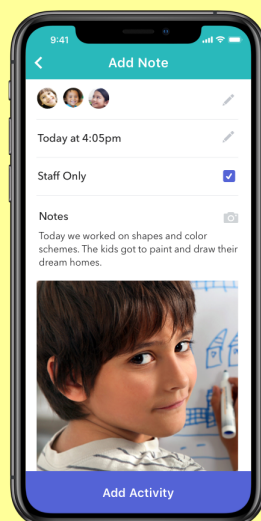 9:41
Add Note
Today at 4:05pm
Staff Only
Notes
Today we worked on shapes and color
schemes. The kids got to paint and draw their
dream homes.
Add Activity